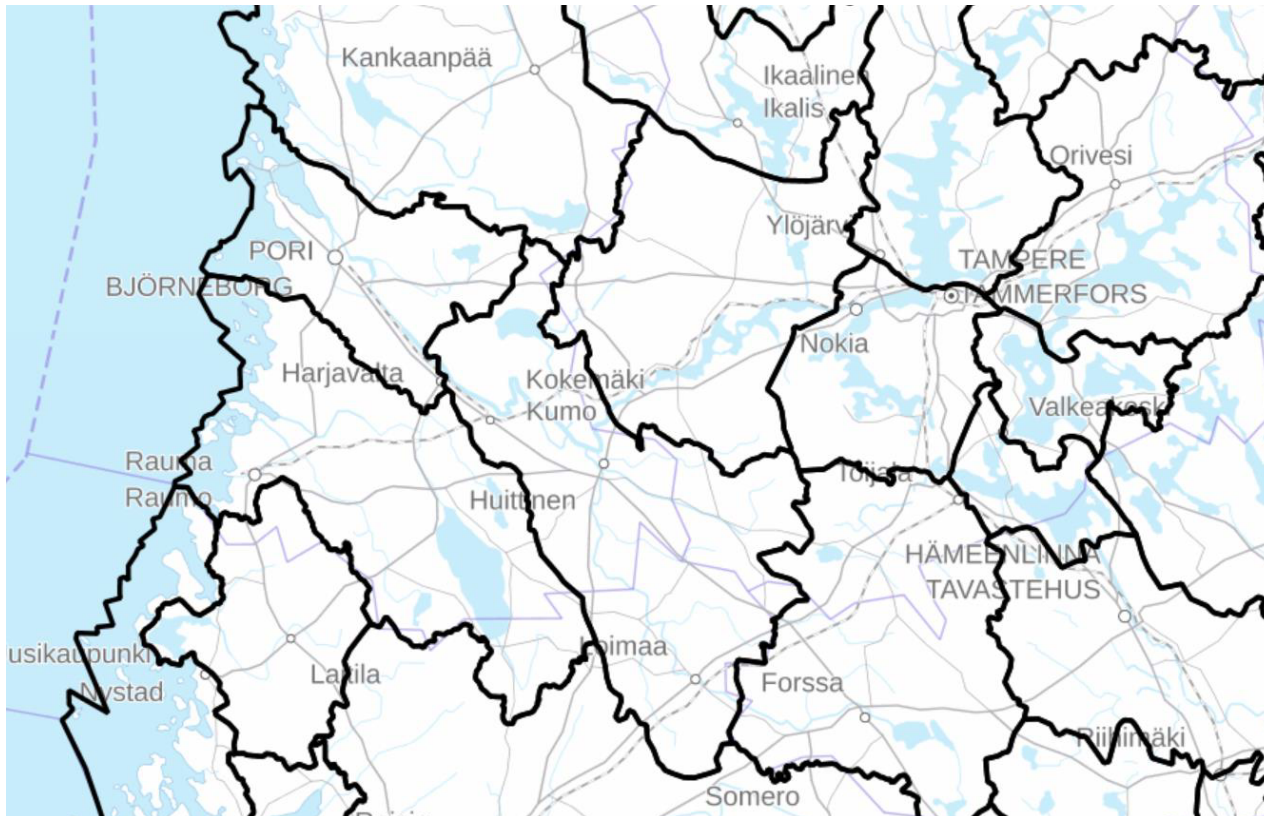 Kankaanpää
Ikaalinen
Ikalis
Orivesi
Ylöjärvi
PORI
BJÖRNEBORG
TAMPERE
TAMMERFORS
Nokia
Harjavalta
Kokemäki
Kumo
Valkeakoski
Rauma
Raumo
Toijala
Huittinen
HÄMEENLINNA
TAVASTEHUS
usikaupunki
Nystad
Loimaa
Laitila
Forssa
Riihimäki
Somero